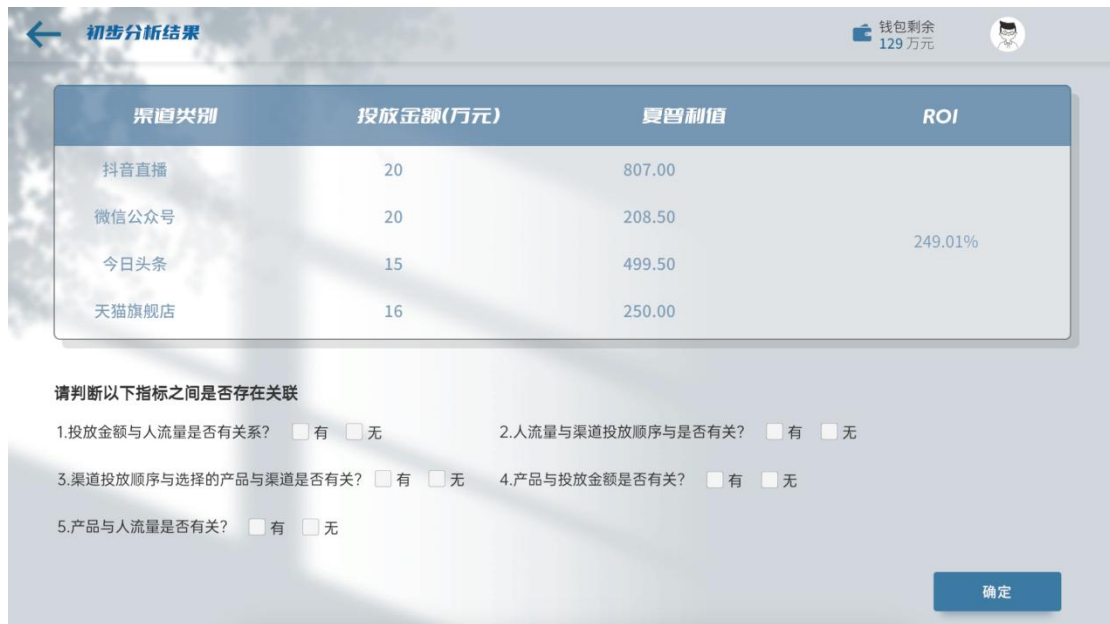 初步分析结果
钱包剩余
129 万元
渠道类别 投放金额(万元) 夏普利值 ROI
抖音直播 20 807.00
微信公众号 20 208.50
249.01%
今日头条 15 499.50
天猫旗舰店 16 250.00
请判断以下指标之间是否存在关联
1.投放金额与人流量是否有关系? 有 无 2.人流量与渠道投放顺序与是否有关? 有 无
3.渠道投放顺序与选择的产品与渠道是否有关? 有 无 4.产品与投放金额是否有关? 有 无
5.产品与人流量是否有关? 有 无
确定